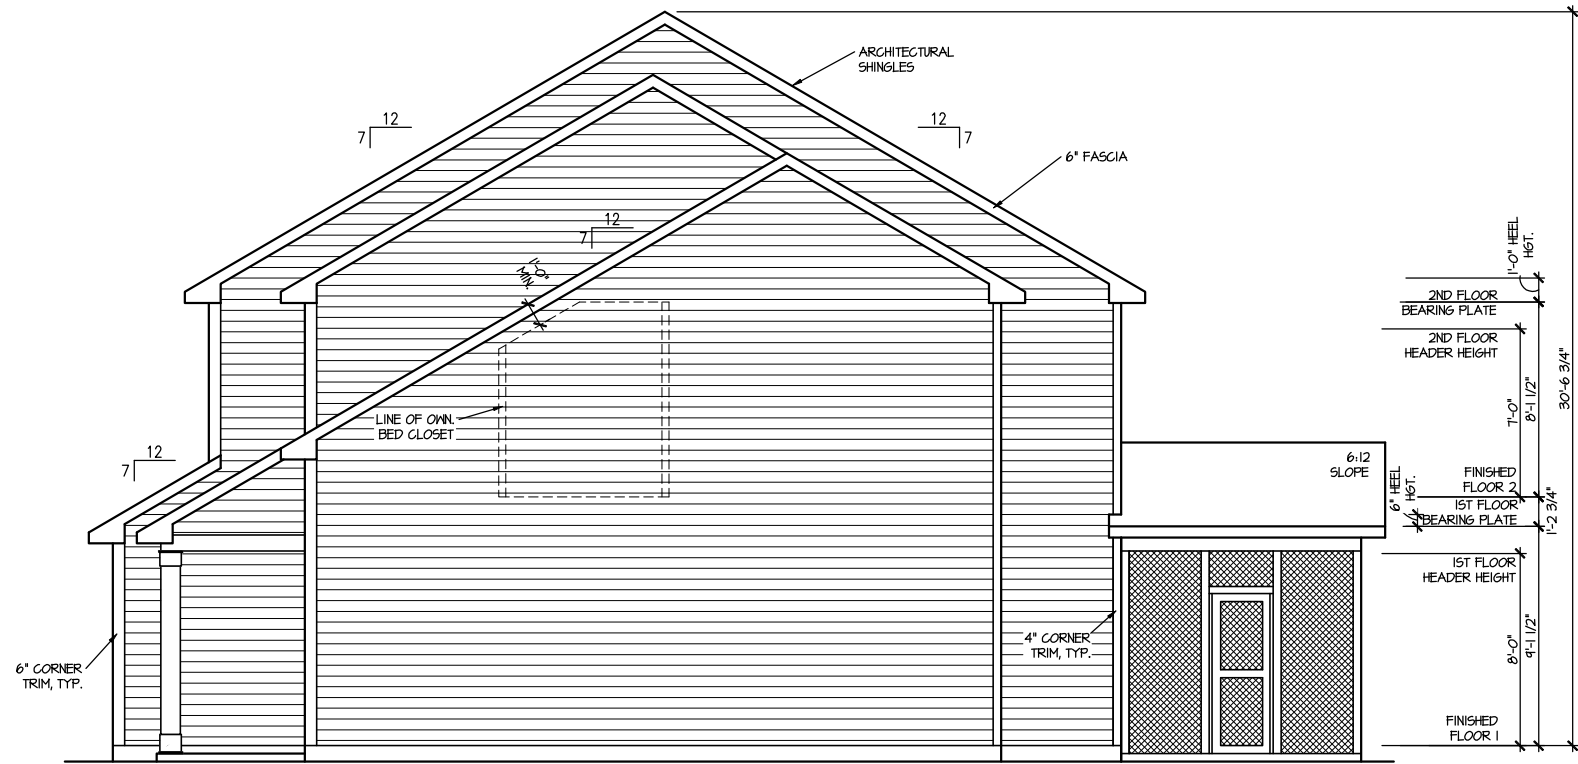 ARCHITECTURAL
SHINGLES
12
7
12
7
6" FASCIA
12
7
1'-0"
MIN.
1'-0" HEEL
HGT.
2ND FLOOR
BEARING PLATE
2ND FLOOR
HEADER HEIGHT
30'-6 3/4"
7'-0"
8'-1 1/2"
LINE OF OWN.
BED CLOSET
12
7
6:12
SLOPE
6" HEEL
HGT.
FINISHED
FLOOR 2
1ST FLOOR
BEARING PLATE
1'-2 3/4"
1ST FLOOR
HEADER HEIGHT
8'-0"
9'-1 1/2"
4" CORNER
TRIM, TYP.
6" CORNER
TRIM, TYP.
FINISHED
FLOOR 1